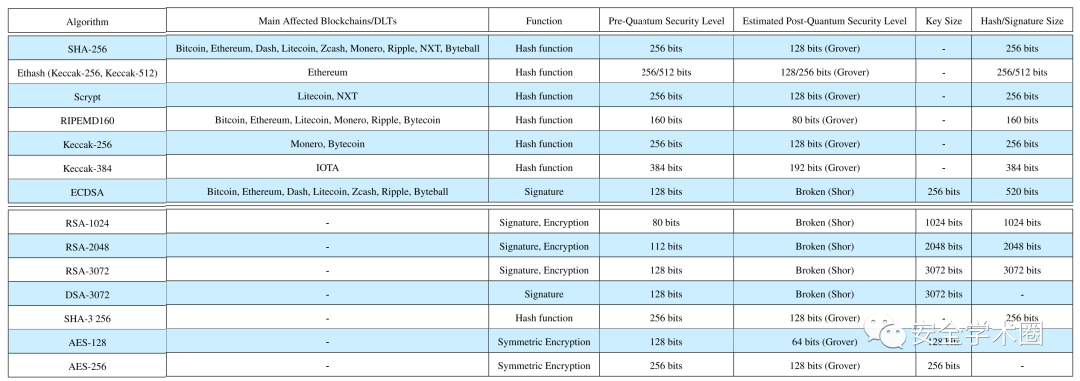 Algorithm Main Affected Blockchains/DLTs Function Pre-Quantum Security Level Estimated Post-Quantum Security Level Key Size Hash/Signature Size
SHA-256 Bitcoin, Ethereum, Dash, Litecoin, Zcash, Monero, Ripple, NXT, Byteball Hash function 256 bits 128 bits (Grover) - 256 bits
Ethash (Keccak-256, Keccak-512) Ethereum Hash function 256/512 bits 128/256 bits (Grover) - 256/512 bits
Scrypt Litecoin, NXT Hash function 256 bits 128 bits (Grover) - 256 bits
RIPEMD160 Bitcoin, Ethereum, Litecoin, Monero, Ripple, Bytecoin Hash function 160 bits 80 bits (Grover) - 160 bits
Keccak-256 Monero, Bytecoin Hash function 256 bits 128 bits (Grover) - 256 bits
Keccak-384 IOTA Hash function 384 bits 192 bits (Grover) - 384 bits
ECDSA Bitcoin, Ethereum, Dash, Litecoin, Zcash, Ripple, Byteball Signature 128 bits Broken (Shor) 256 bits 520 bits
RSA-1024 - Signature, Encryption 80 bits Broken (Shor) 1024 bits 1024 bits
RSA-2048 - Signature, Encryption 112 bits Broken (Shor) 2048 bits 2048 bits
RSA-3072 - Signature, Encryption 128 bits Broken (Shor) 3072 bits 3072 bits
DSA-3072 - Signature 128 bits Broken (Shor) 3072 bits -
SHA-3 256 - Hash function 256 bits 128 bits (Grover) - 256 bits
AES-128 - Symmetric Encryption 128 bits 64 bits (Grover) 128 bits
AES-256 - Symmetric Encryption 256 bits 128 bits (Grover) 256 bits -
安全学术圈